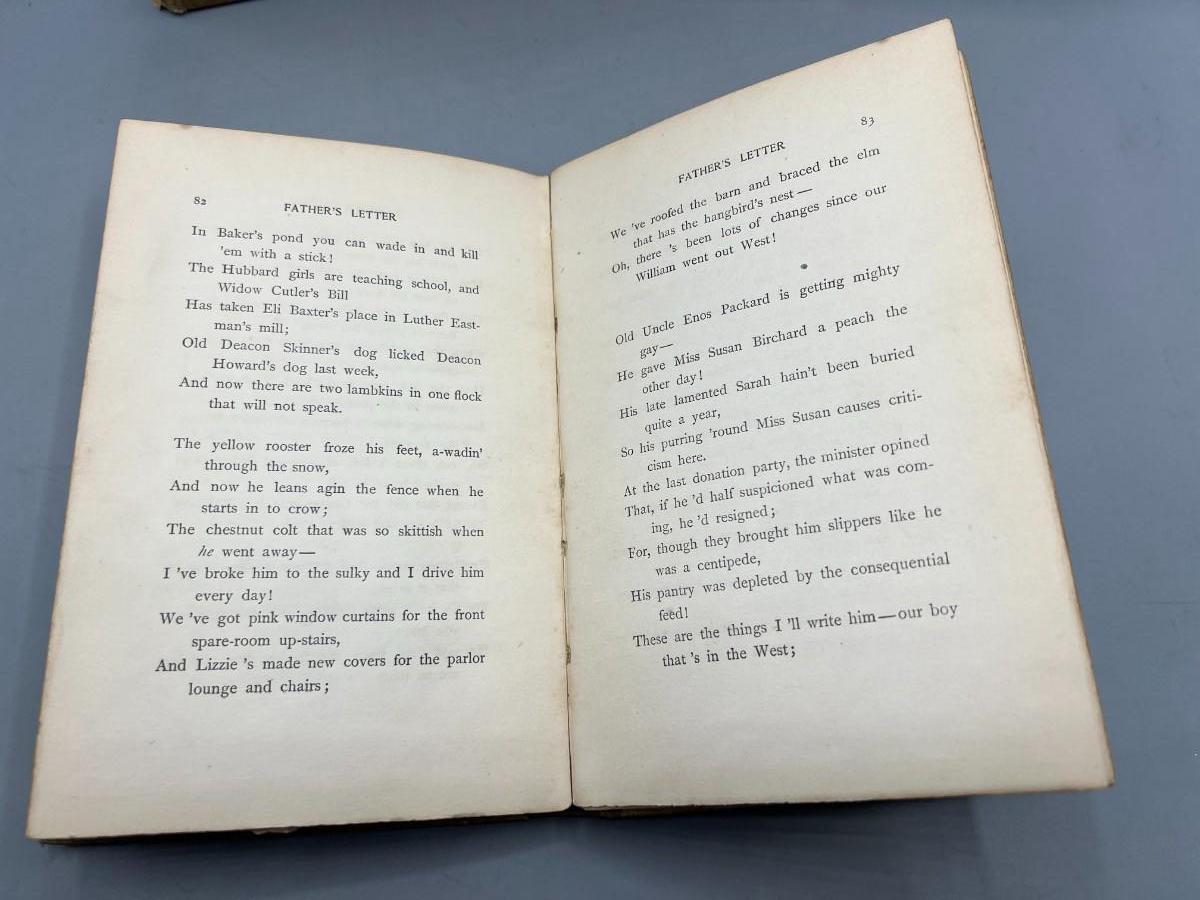 82
FATHER'S LETTER
In Baker's pond you can wade in and kill
'em with a stick!
The Hubbard girls are teaching school, and
Widow Cutler's Bill
Has taken Eli Baxter's place in Luther East-
man's mill;
Old Deacon Skinner's dog licked Deacon
Howard's dog last week,
And now there are two lambkins in one flock
that will not speak.
The yellow rooster froze his feet, a-wadin'
through the snow,
And now he leans agin the fence when he
starts in to crow;
The chestnut colt that was so skittish when
he went away—
I 've broke him to the sulky and I drive him
every day!
We've got pink window curtains for the front
spare-room up-stairs,
And Lizzie 's made new covers for the parlor
lounge and chairs;
83
FATHER'S LETTER
We 've roofed the barn and braced the elm
that has the hangbird's nest—
Oh, there 's been lots of changes since our
William went out West!
Old Uncle Enos Packard is getting mighty
gay—
He gave Miss Susan Birchard a peach the
other day!
His late lamented Sarah hain't been buried
quite a year,
So his purring 'round Miss Susan causes criti-
cism here.
At the last donation party, the minister opined
That, if he 'd half suspicioned what was com-
ing, he 'd resigned;
For, though they brought him slippers like he
was a centipede,
His pantry was depleted by the consequential
feed!
These are the things I 'll write him—our boy
that 's in the West;